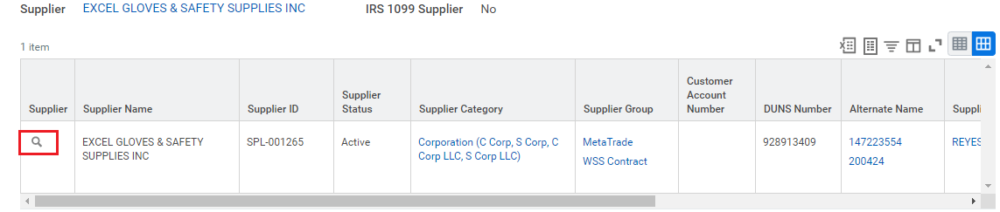 Supplier EXCEL GLOVES & SAFETY SUPPLIES INC IRS 1099 Supplier No
1 item
Customer
Supplier Account
Supplier Supplier Name Supplier ID Status Supplier Category Supplier Group Number DUNS Number Alternate Name Suppli
EXCEL GLOVES & SAFETY SPL-001265 Active Corporation (C Corp, S Corp, C MetaTrade 928913409 147223554 REYES
SUPPLIES INC Corp LLC, S Corp LLC) WSS Contract 200424